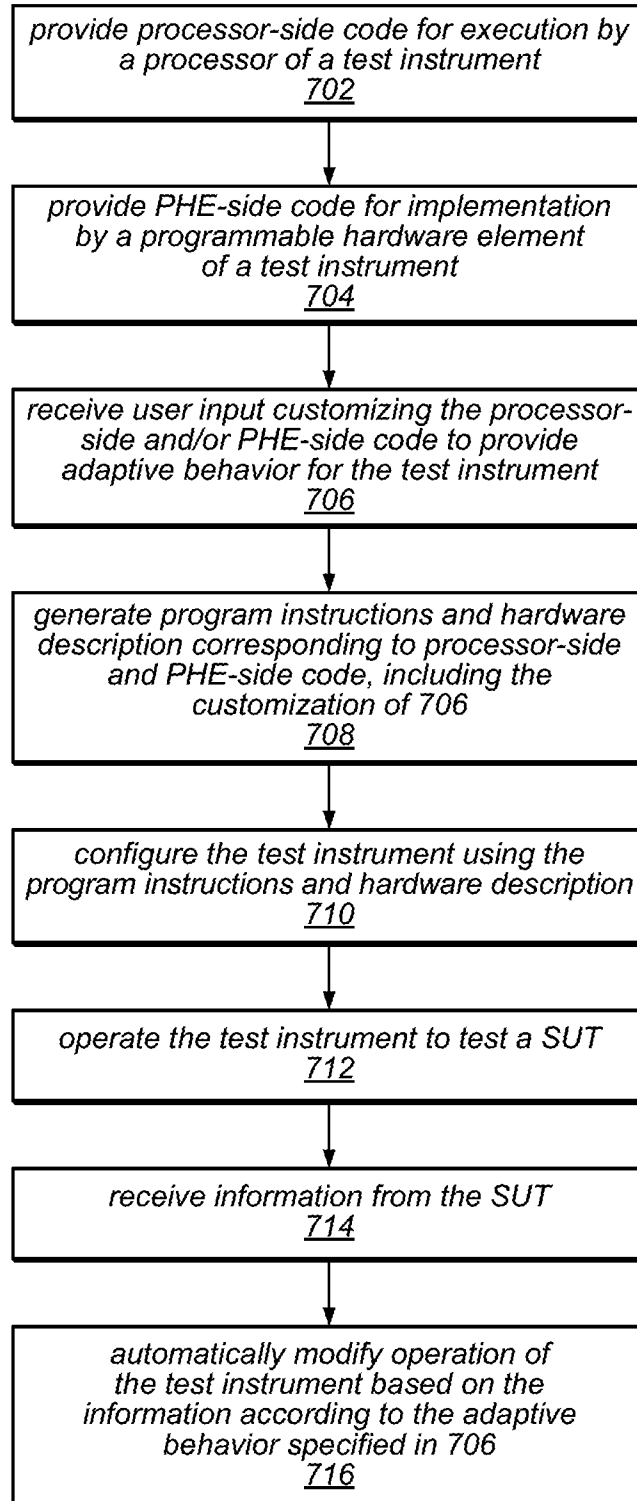 provide processor-side code for execution by
a processor of a test instrument
702
provide PHE-side code for implementation
by a programmable hardware element
of a test instrument
704
receive user input customizing the processor-
side and/or PHE-side code to provide
adaptive behavior for the test instrument
706
generate program instructions and hardware
description corresponding to processor-side
and PHE-side code, including the
customization of 706
708
configure the test instrument using the
program instructions and hardware description
710
operate the test instrument to test a SUT
712
receive information from the SUT
714
automatically modify operation of
the test instrument based on the
information according to the adaptive
behavior specified in 706
716